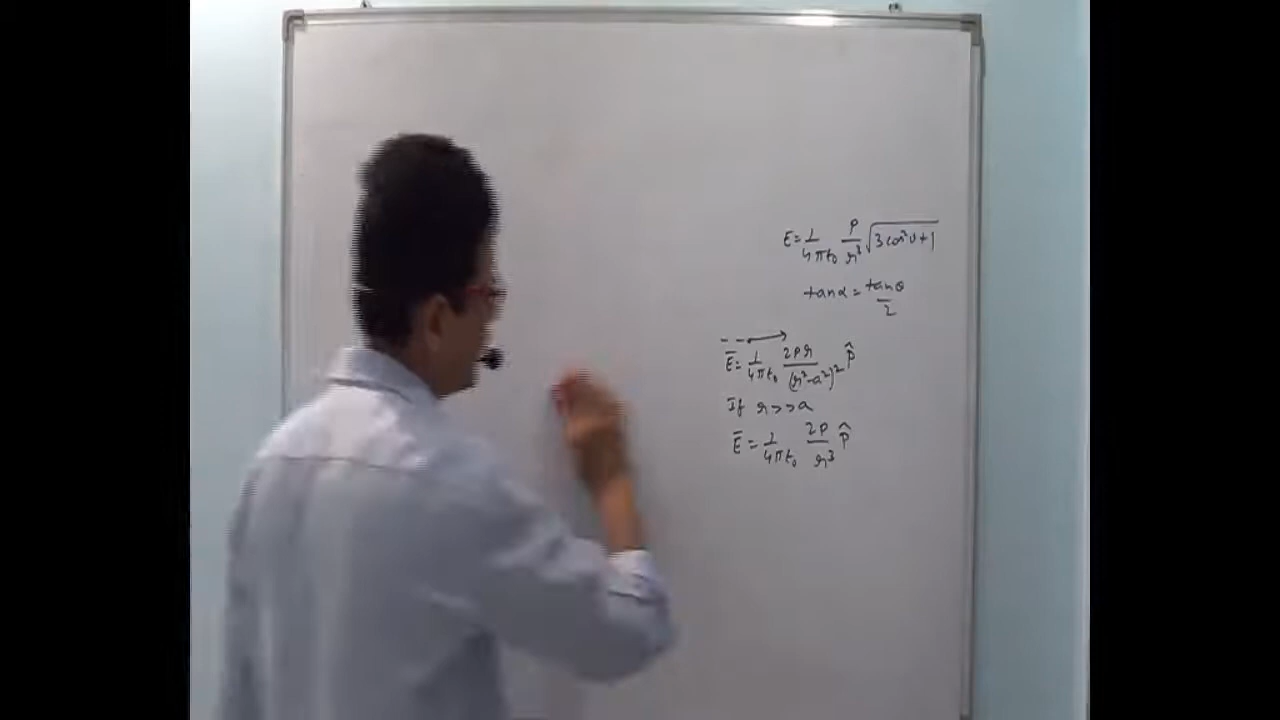 E = 1/4πε₀ p/r³ √(3cos²θ+1)
tanα = tanθ/2
Ē = 1/4πε₀ 2pr/(r²-a²)² p̂
If r>>a
Ē = 1/4πε₀ 2p/r³ p̂